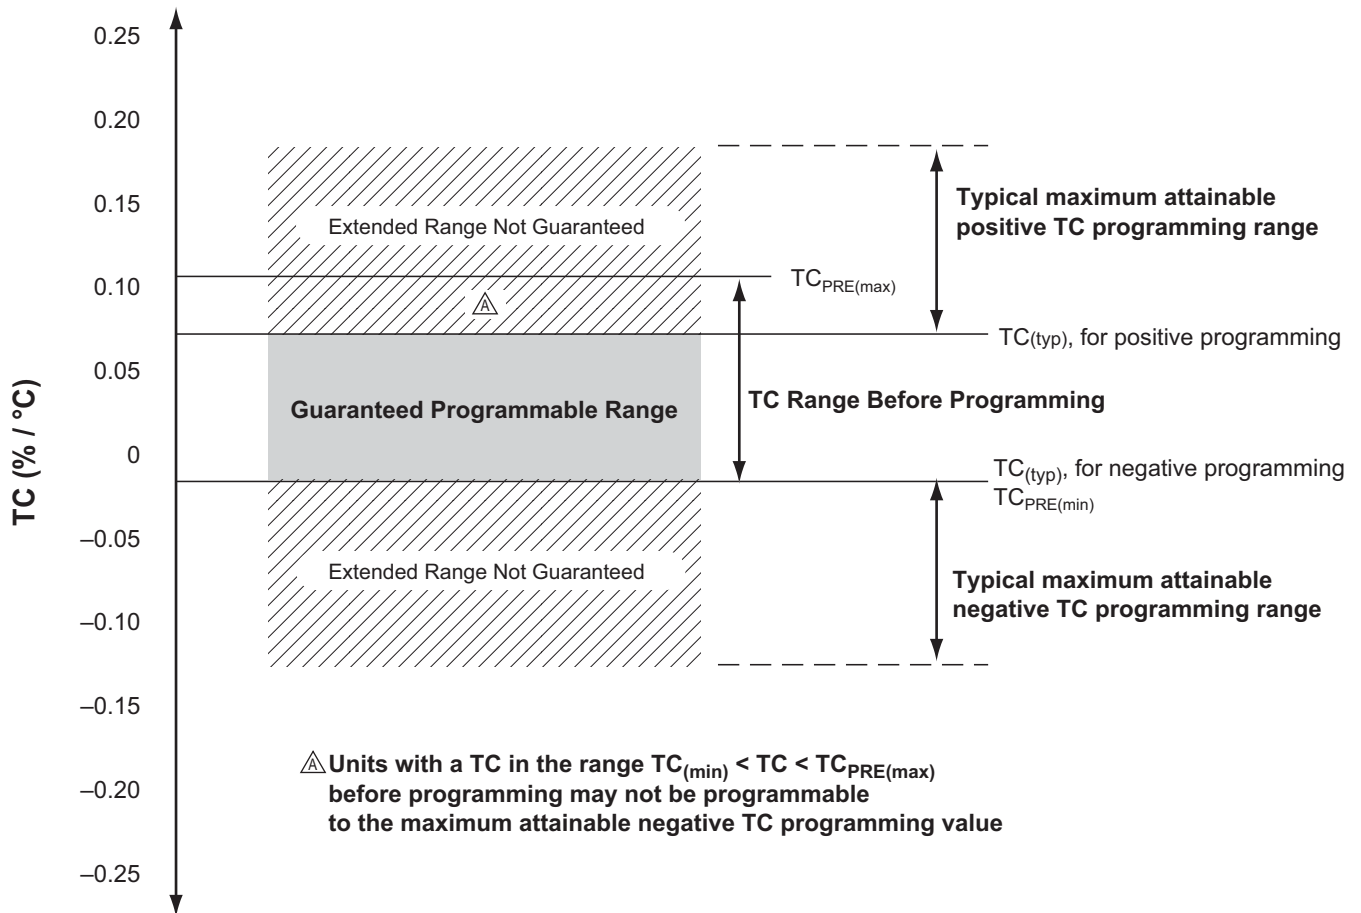 0.25
0.20
0.15
0.10
0.05
0
–0.05
–0.10
–0.15
–0.20
–0.25
TC (% / °C)
Extended Range Not Guaranteed
A
Guaranteed Programmable Range
Extended Range Not Guaranteed
Typical maximum attainable
positive TC programming range
TCPRE(max)
TC(typ), for positive programming
TC Range Before Programming
TC(typ), for negative programming
TCPRE(min)
Typical maximum attainable
negative TC programming range
A Units with a TC in the range TC(min) < TC < TCPRE(max)
before programming may not be programmable
to the maximum attainable negative TC programming value